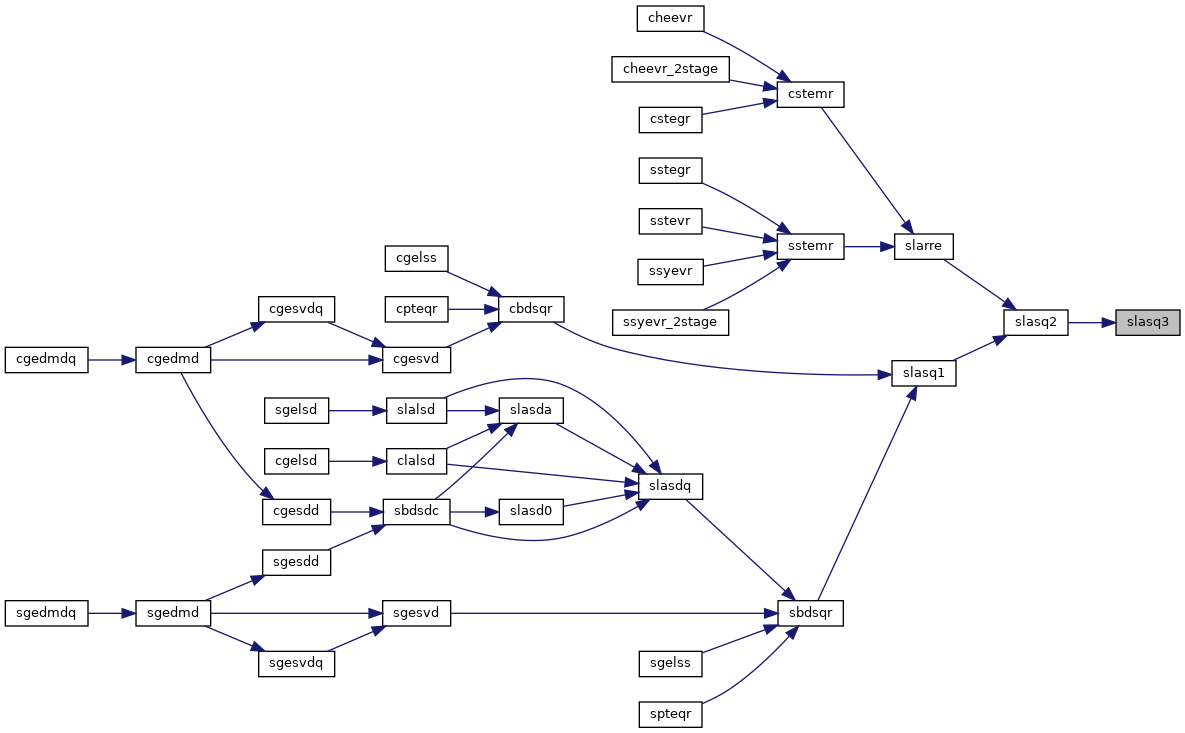 cheevr
cheevr_2stage
cstemr
cstegr
sstegr
sstevr
sstemr
slarre
cgelss
ssyevr
cgesvdq
cpteqr
cbdsqr
ssyevr_2stage
slasq2
slasq3
cgedmdq
cgedmd
cgesvd
slasq1
sgelsd
slalsd
slasda
cgelsd
clalsd
slasdq
cgesdd
sbdsdc
slasd0
sgesdd
sgedmdq
sgedmd
sgesvd
sbdsqr
sgesvdq
sgelss
spteqr